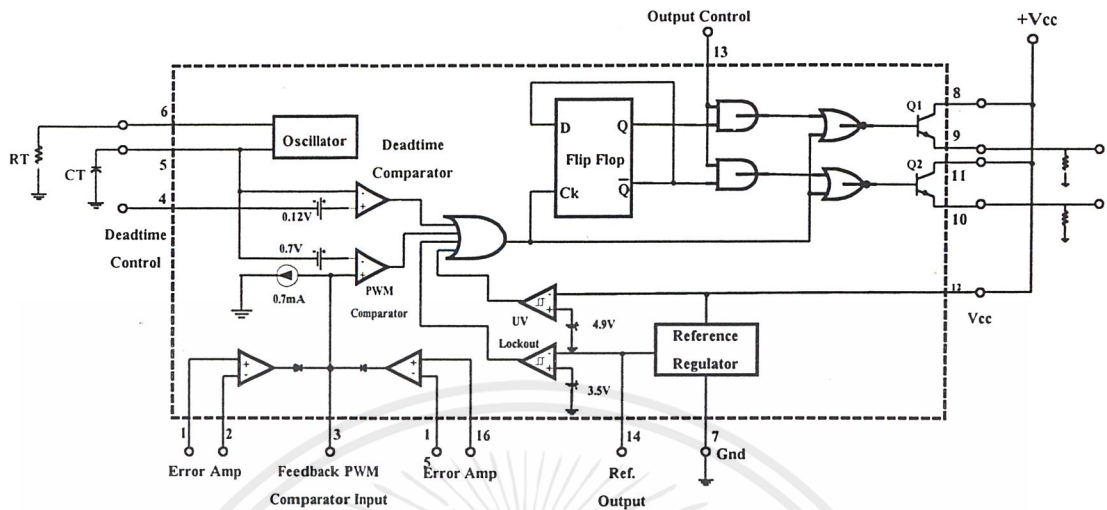 Output Control
+Vcc
13
6
Oscillator
RT
5
CT
4
Deadtime
Control
0.12V
-
+
Deadtime
Comparator
0.7V
-
+
PWM
Comparator
0.7mA
D
Q
Flip Flop
Ck
Q̅
Q1
8
9
Q2
11
10
12
Vcc
UV
Lockout
-
+
4.9V
-
+
3.5V
Reference
Regulator
+
-
+
-
1
2
3
1
5
16
14
7
Gnd
Error Amp
Feedback PWM
Comparator Input
Error Amp
Ref.
Output